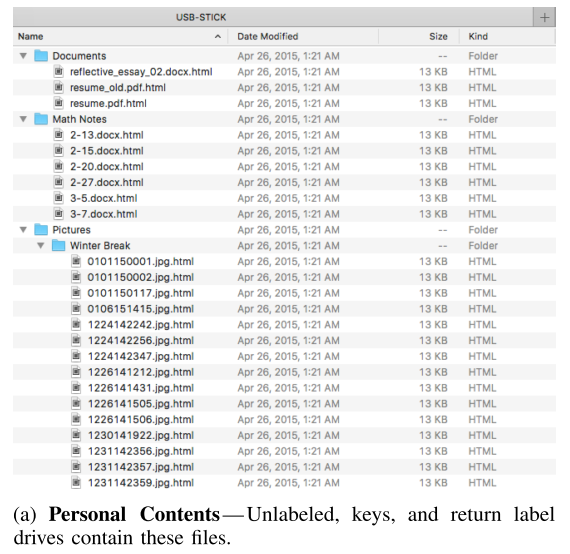 USB-STICK +
Name Date Modified Size Kind
Documents Apr 26, 2015, 1:21 AM -- Folder
reflective_essay_02.docx.html Apr 26, 2015, 1:21 AM 13 KB HTML
resume_old.pdf.html Apr 26, 2015, 1:21 AM 13 KB HTML
resume.pdf.html Apr 26, 2015, 1:21 AM 13 KB HTML
Math Notes Apr 26, 2015, 1:21 AM -- Folder
2-13.docx.html Apr 26, 2015, 1:21 AM 13 KB HTML
2-15.docx.html Apr 26, 2015, 1:21 AM 13 KB HTML
2-20.docx.html Apr 26, 2015, 1:21 AM 13 KB HTML
2-27.docx.html Apr 26, 2015, 1:21 AM 13 KB HTML
3-5.docx.html Apr 26, 2015, 1:21 AM 13 KB HTML
3-7.docx.html Apr 26, 2015, 1:21 AM 13 KB HTML
Pictures Apr 26, 2015, 1:21 AM -- Folder
Winter Break Apr 26, 2015, 1:21 AM -- Folder
0101150001.jpg.html Apr 26, 2015, 1:21 AM 13 KB HTML
0101150002.jpg.html Apr 26, 2015, 1:21 AM 13 KB HTML
0101150117.jpg.html Apr 26, 2015, 1:21 AM 13 KB HTML
0106151415.jpg.html Apr 26, 2015, 1:21 AM 13 KB HTML
1224142242.jpg.html Apr 26, 2015, 1:21 AM 13 KB HTML
1224142256.jpg.html Apr 26, 2015, 1:21 AM 13 KB HTML
1224142347.jpg.html Apr 26, 2015, 1:21 AM 13 KB HTML
1226141212.jpg.html Apr 26, 2015, 1:21 AM 13 KB HTML
1226141431.jpg.html Apr 26, 2015, 1:21 AM 13 KB HTML
1226141505.jpg.html Apr 26, 2015, 1:21 AM 13 KB HTML
1226141506.jpg.html Apr 26, 2015, 1:21 AM 13 KB HTML
1230141922.jpg.html Apr 26, 2015, 1:21 AM 13 KB HTML
1231142356.jpg.html Apr 26, 2015, 1:21 AM 13 KB HTML
1231142357.jpg.html Apr 26, 2015, 1:21 AM 13 KB HTML
1231142359.jpg.html Apr 26, 2015, 1:21 AM 13 KB HTML
(a) Personal Contents—Unlabeled, keys, and return label
drives contain these files.